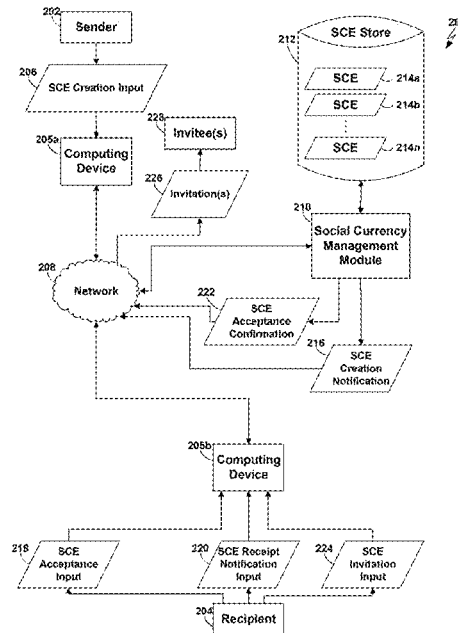 202
Sender
206
SCE Creation Input
205a
Computing
Device
228
Invitee(s)
226
Invitation(s)
212
SCE Store
SCE
214a
SCE
214b
SCE
214n
210
Social Currency
Management
Module
208
Network
222
SCE
Acceptance
Confirmation
216
SCE
Creation
Notification
205b
Computing
Device
218
SCE
Acceptance
Input
220
SCE Receipt
Notification
Input
224
SCE
Invitation
Input
204
Recipient